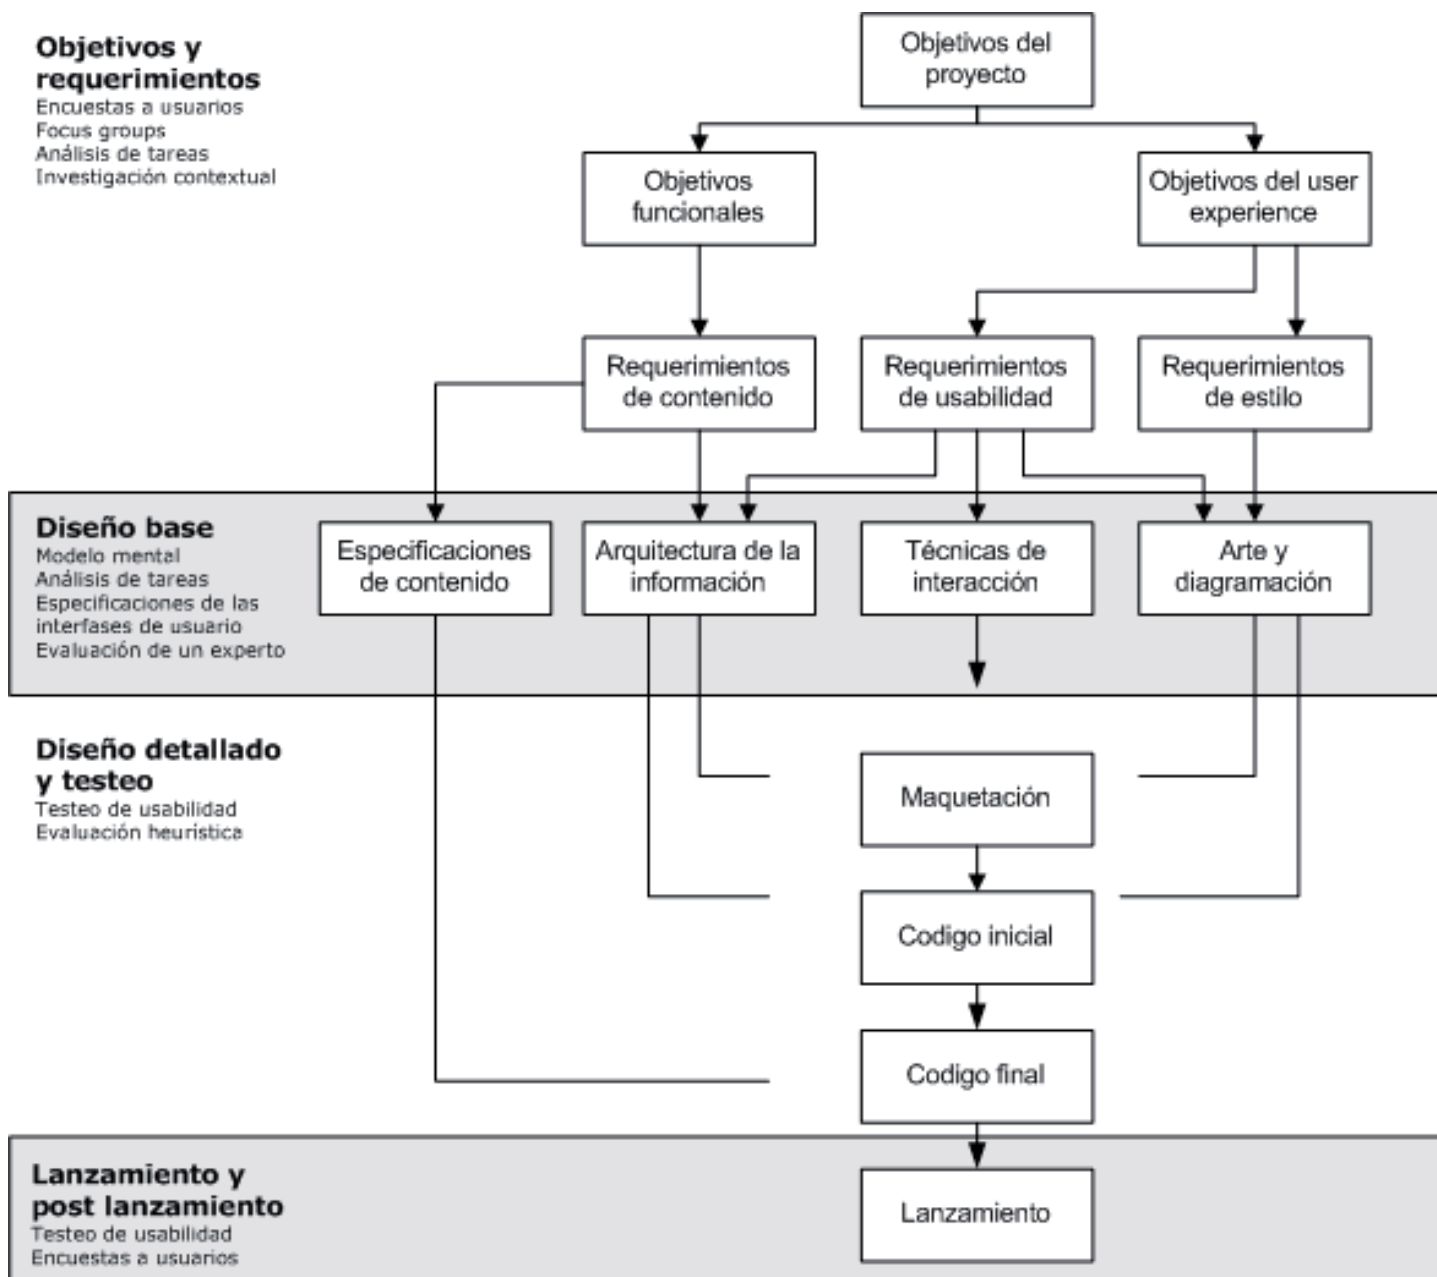 Objetivos y
requerimientos
Encuestas a usuarios
Focus groups
Análisis de tareas
Investigación contextual
Objetivos del
proyecto
Objetivos
funcionales
Objetivos del user
experience
Requerimientos
de contenido
Requerimientos
de usabilidad
Requerimientos
de estilo
Diseño base
Modelo mental
Análisis de tareas
Especificaciones de las
interfases de usuario
Evaluación de un experto
Especificaciones
de contenido
Arquitectura de la
información
Técnicas de
interacción
Arte y
diagramación
Diseño detallado
y testeo
Testeo de usabilidad
Evaluación heurística
Maquetación
Codigo inicial
Codigo final
Lanzamiento y
post lanzamiento
Testeo de usabilidad
Encuestas a usuarios
Lanzamiento